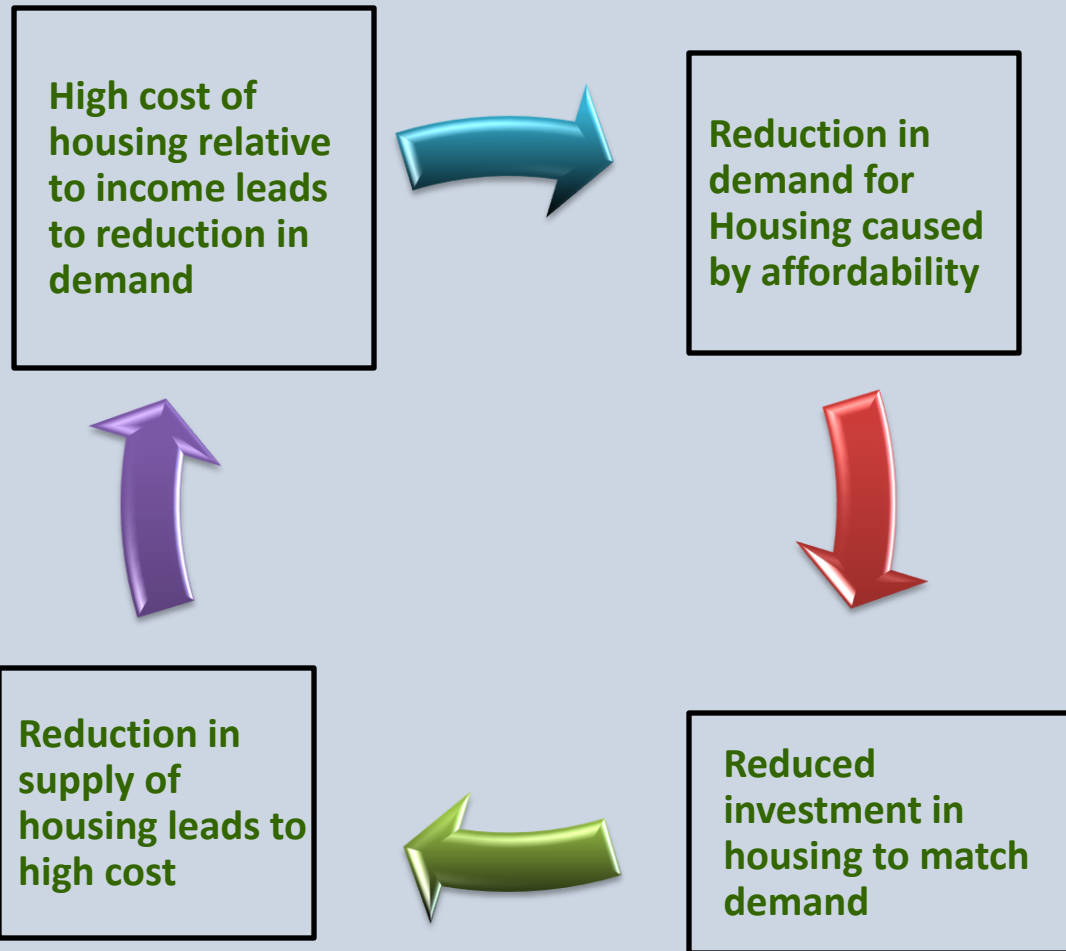 High cost of
housing relative
to income leads
to reduction in
demand
Reduction in
demand for
Housing caused
by affordability
Reduced
investment in
housing to match
demand
Reduction in
supply of
housing leads to
high cost